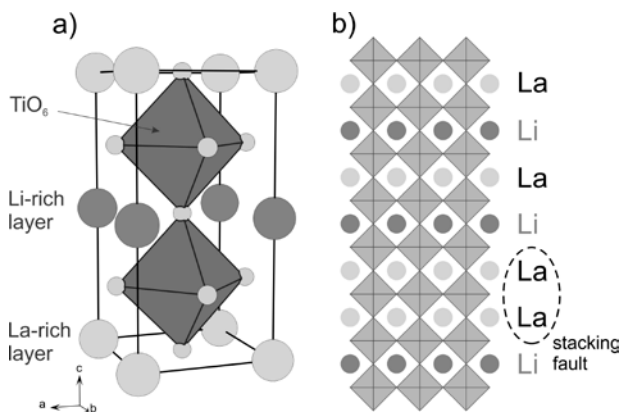 a)
TiO6
Li-rich
layer
La-rich
layer
c
a
b
b)
La
Li
La
Li
La
La
stacking
fault
Li